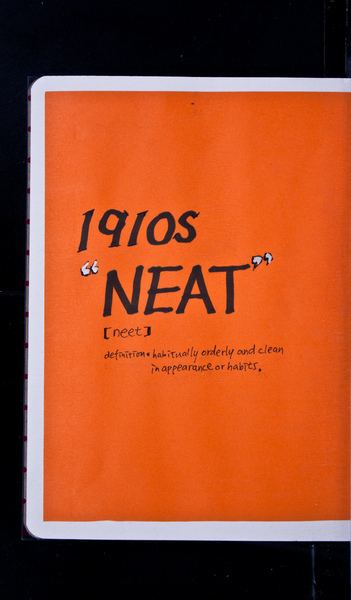 1910s
“NEAT”
[neet]
definition. habitually orderly and clean
in appearance or habits.